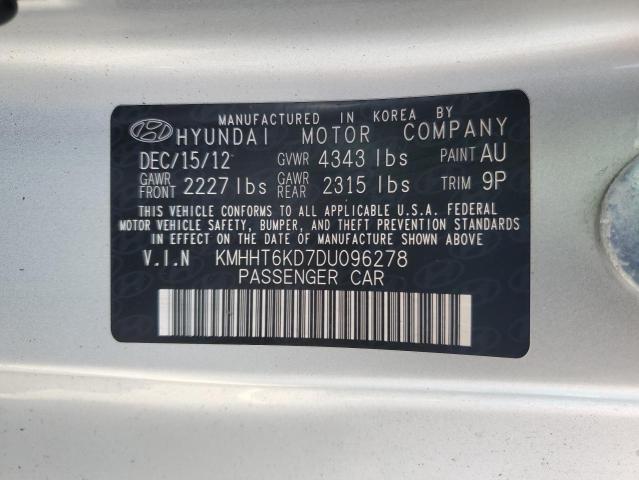 MANUFACTURED IN KOREA BY
HYUNDAI MOTOR COMPANY
DEC/15/12 GVWR 4343 lbs PAINT AU
GAWR FRONT 2227 lbs GAWR REAR 2315 lbs TRIM 9P
THIS VEHICLE CONFORMS TO ALL APPLICABLE U.S.A. FEDERAL
MOTOR VEHICLE SAFETY, BUMPER, AND THEFT PREVENTION STANDARDS
IN EFFECT ON THE DATE OF MANUFACTURE SHOWN ABOVE.
V.I.N KMHHT6KD7DU096278
PASSENGER CAR